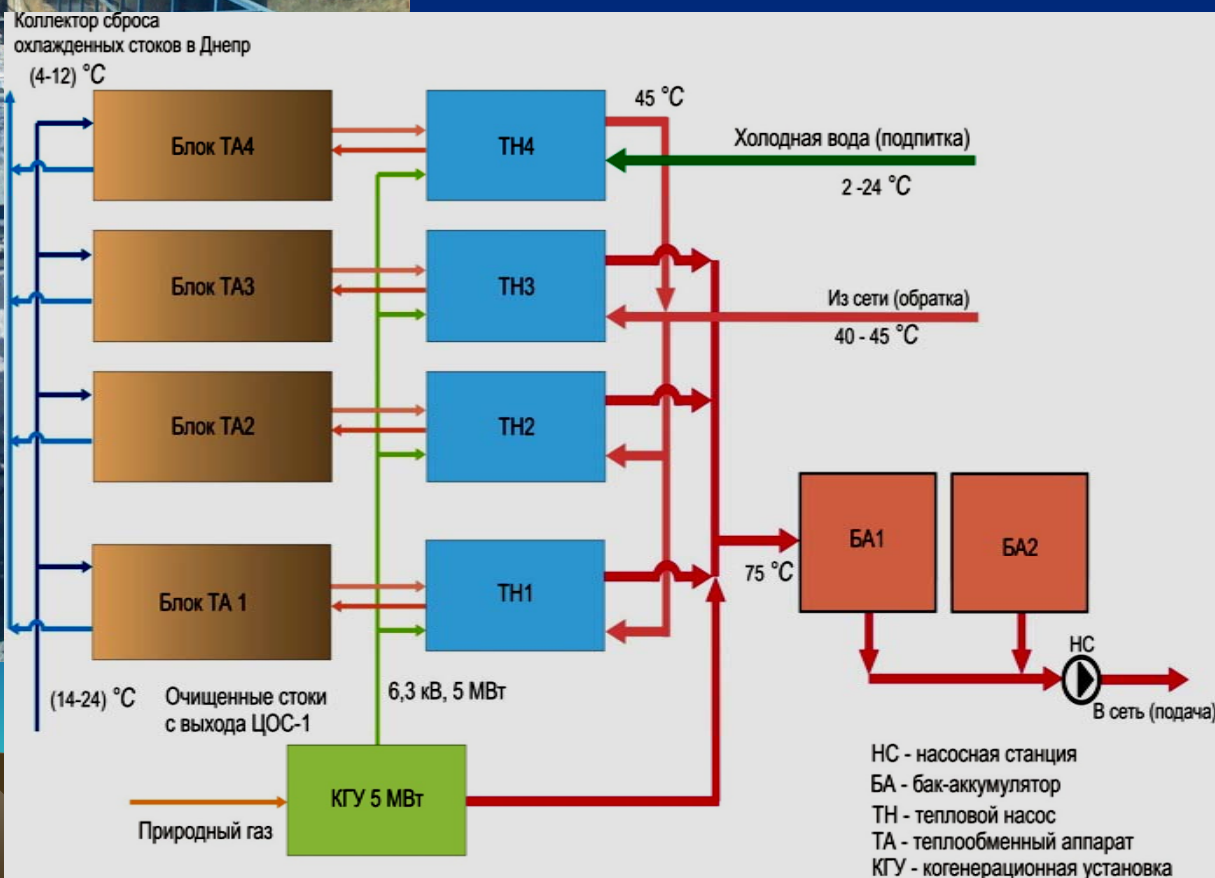 Коллектор сброса
охлажденных стоков в Днепр
(4-12) °С
45 °С
Блок ТА4
ТН4
Холодная вода (подпитка)
2 -24 °С
Блок ТА3
ТН3
Из сети (обратка)
40 - 45 °С
Блок ТА2
ТН2
БА1
БА2
75 °С
Блок ТА 1
ТН1
НС
В сеть (подача)
(14-24) °С
Очищенные стоки
с выхода ЦОС-1
6,3 кВ, 5 МВт
КГУ 5 МВт
Природный газ
НС - насосная станция
БА - бак-аккумулятор
ТН - тепловой насос
ТА - теплообменный аппарат
КГУ - когенерационная установка